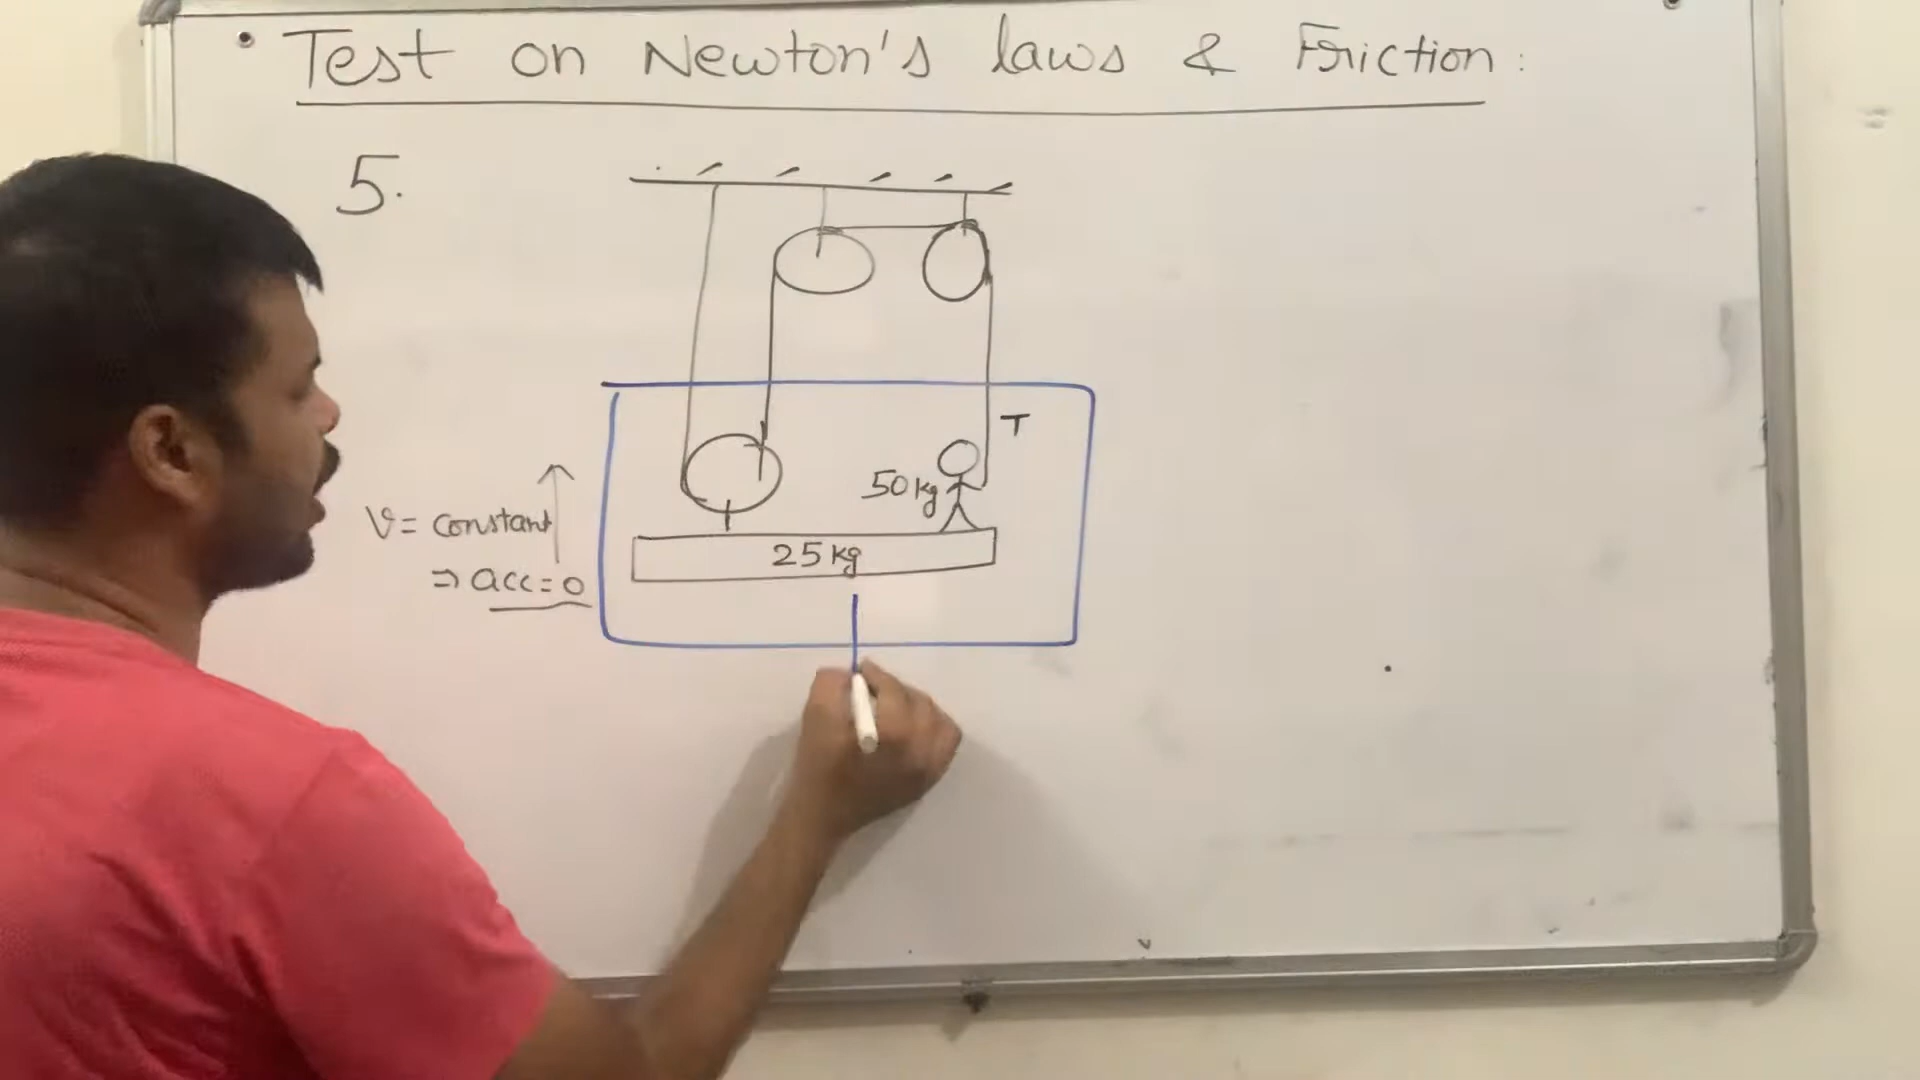 • Test on Newton's laws & Friction :
5.
T
50 kg
25 kg
v = constant
⇒ acc = 0